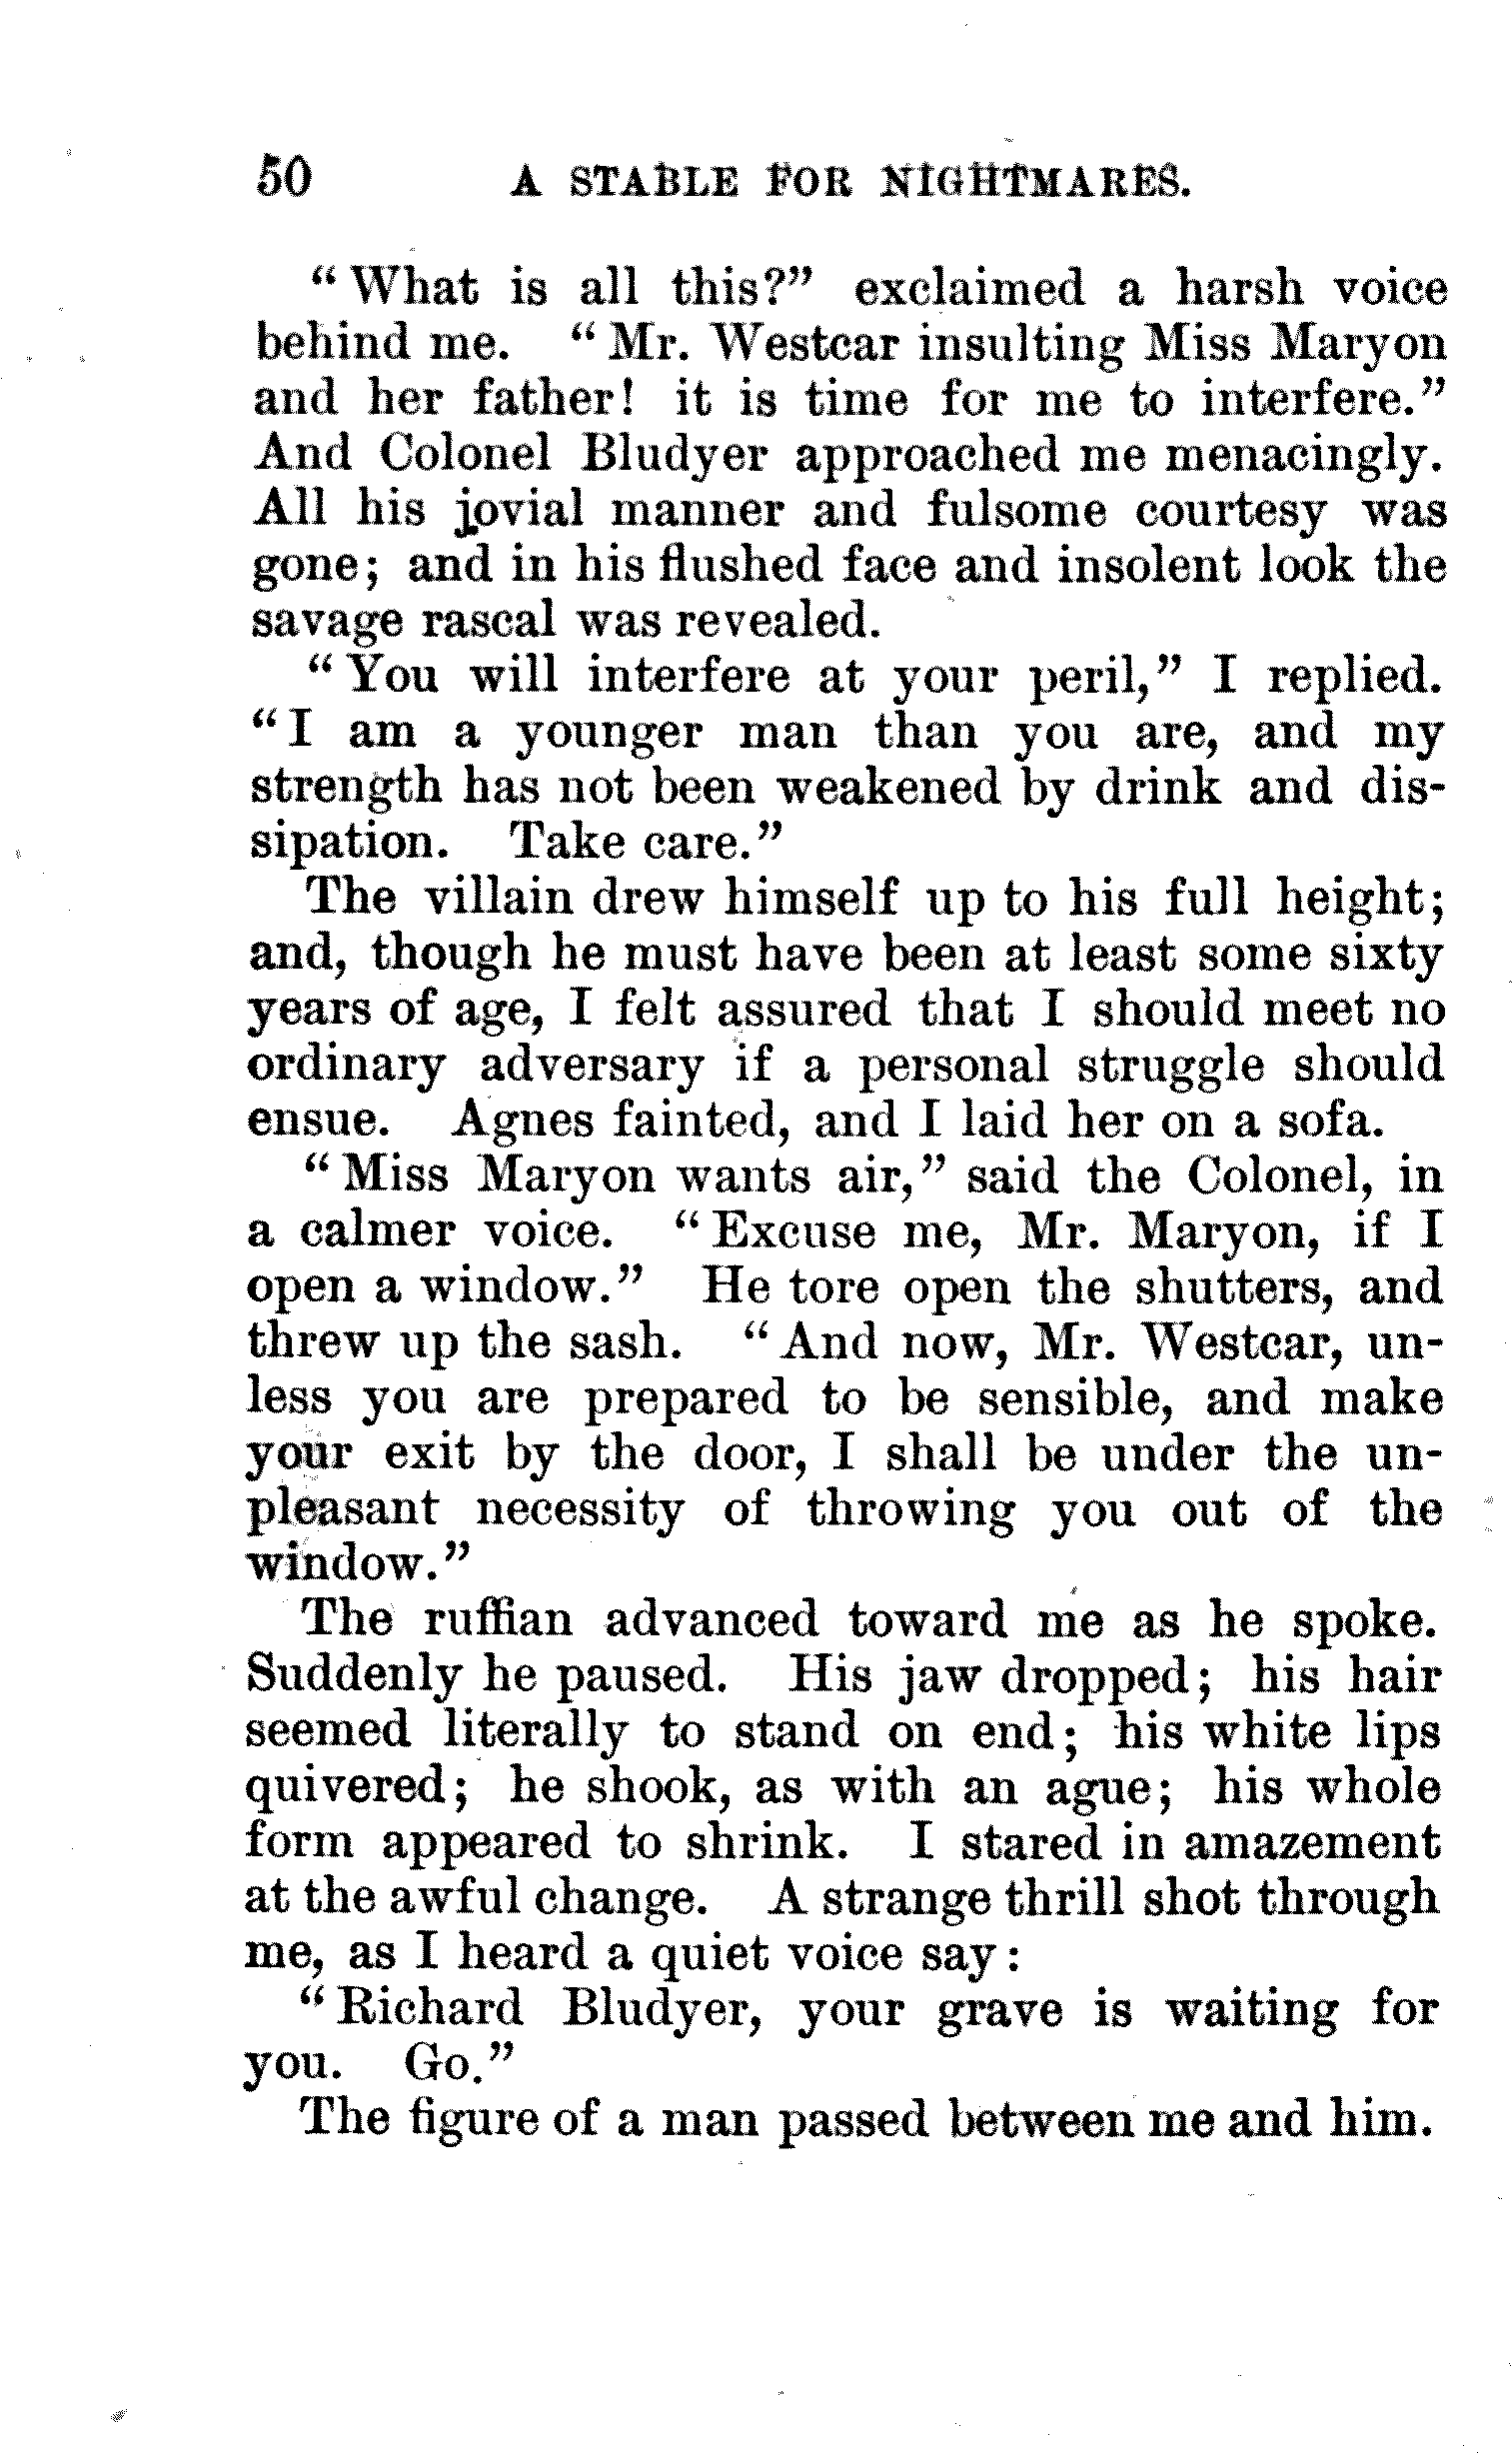 50 A STABLE FOR NIGHTMARES.
"What is all this?" exclaimed a harsh voice
behind me. "Mr. Westcar insulting Miss Maryon
and her father! it is time for me to interfere."
And Colonel Bludyer approached me menacingly.
All his jovial manner and fulsome courtesy was
gone; and in his flushed face and insolent look the
savage rascal was revealed.
"You will interfere at your peril," I replied.
"I am a younger man than you are, and my
strength has not been weakened by drink and dis-
sipation. Take care."
The villain drew himself up to his full height;
and, though he must have been at least some sixty
years of age, I felt assured that I should meet no
ordinary adversary if a personal struggle should
ensue. Agnes fainted, and I laid her on a sofa.
"Miss Maryon wants air," said the Colonel, in
a calmer voice. "Excuse me, Mr. Maryon, if I
open a window." He tore open the shutters, and
threw up the sash. "And now, Mr. Westcar, un-
less you are prepared to be sensible, and make
your exit by the door, I shall be under the un-
pleasant necessity of throwing you out of the
window."
The ruffian advanced toward me as he spoke.
Suddenly he paused. His jaw dropped; his hair
seemed literally to stand on end; his white lips
quivered; he shook, as with an ague; his whole
form appeared to shrink. I stared in amazement
at the awful change. A strange thrill shot through
me, as I heard a quiet voice say:
"Richard Bludyer, your grave is waiting for
you. Go."
The figure of a man passed between me and him.